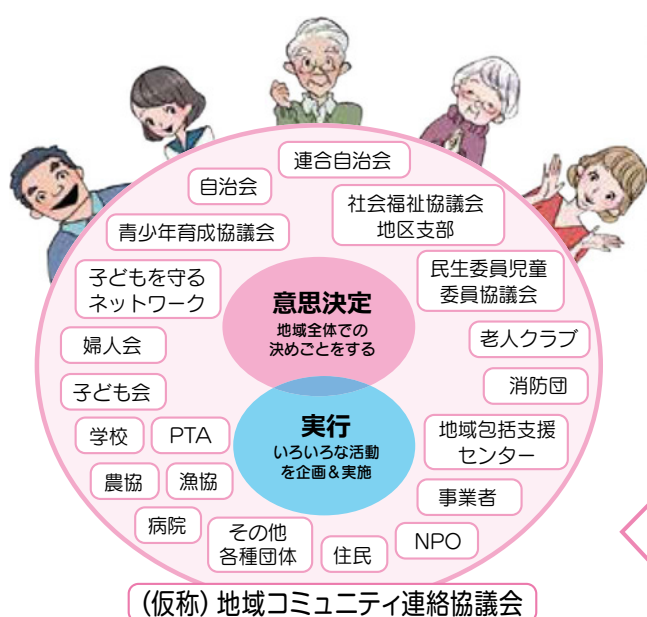 連合自治会
自治会
社会福祉協議会
地区支部
青少年育成協議会
民生委員児童
委員協議会
子どもを守る
ネットワーク
意思決定
地域全体での
決めごとをする
老人クラブ
婦人会
消防団
子ども会
実行
いろいろな活動
を企画&実施
学校
PTA
地域包括支援
センター
農協
漁協
事業者
病院
その他
各種団体
住民
NPO
(仮称)地域コミュニティ連絡協議会